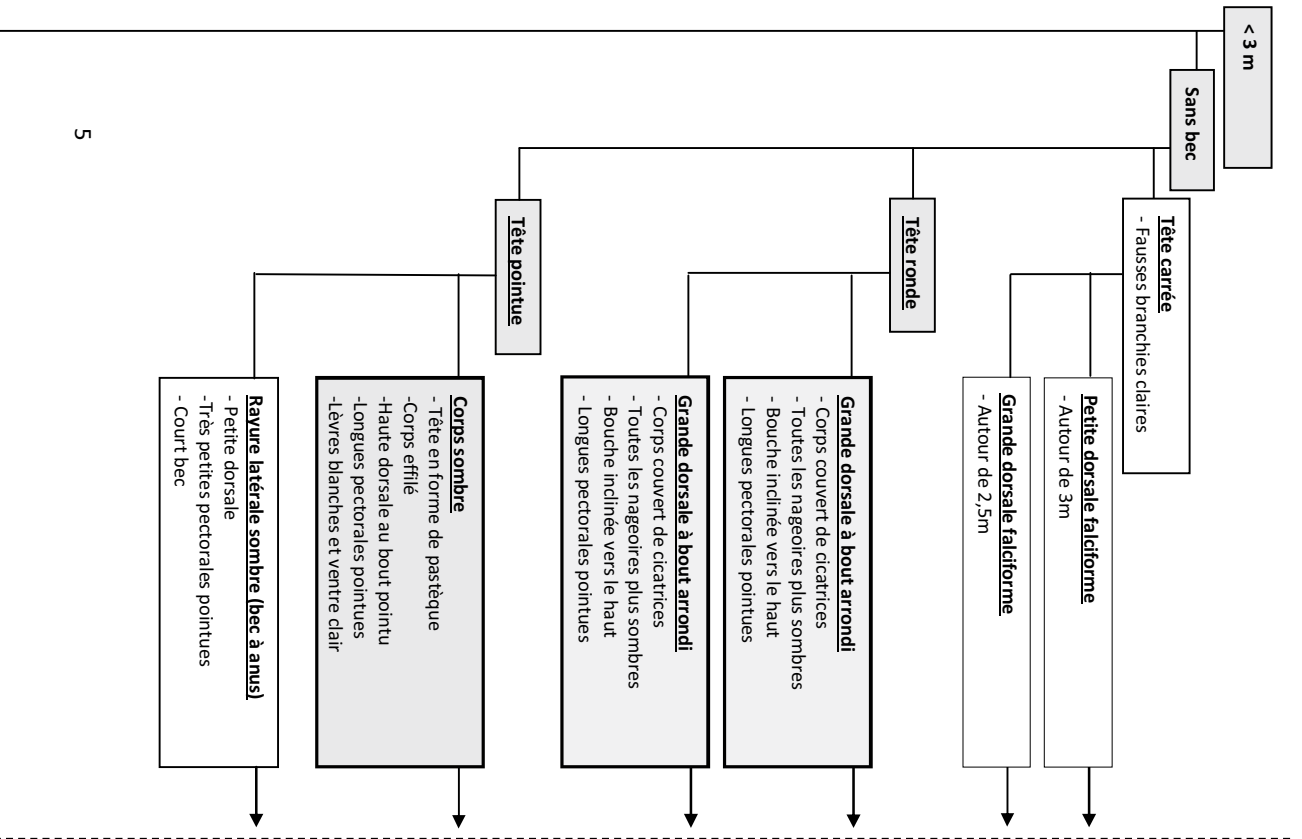 < 3 m
Sans bec
Tête carrée
- Fausses branchies claires
Petite dorsale falciforme
- Autour de 3m
Grande dorsale falciforme
- Autour de 2,5m
Tête ronde
Grande dorsale à bout arrondi
- Corps couvert de cicatrices
- Toutes les nageoires plus sombres
- Bouche inclinée vers le haut
- Longues pectorales pointues
Grande dorsale à bout arrondi
- Corps couvert de cicatrices
- Toutes les nageoires plus sombres
- Bouche inclinée vers le haut
- Longues pectorales pointues
Tête pointue
Corps sombre
- Tête en forme de pastèque
-Corps effilé
-Haute dorsale au bout pointu
-Longues pectorales pointues
-Lèvres blanches et ventre clair
Rayure latérale sombre (bec à anus)
- Petite dorsale
-Très petites pectorales pointues
- Court bec
5